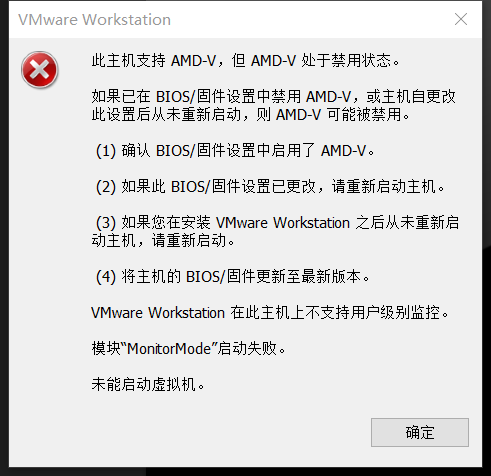 VMware Workstation
此主机支持 AMD-V，但 AMD-V 处于禁用状态。
如果已在 BIOS/固件设置中禁用 AMD-V，或主机自更改
此设置后从未重新启动，则 AMD-V 可能被禁用。
(1) 确认 BIOS/固件设置中启用了 AMD-V。
(2) 如果此 BIOS/固件设置已更改，请重新启动主机。
(3) 如果您在安装 VMware Workstation 之后从未重新启
动主机，请重新启动。
(4) 将主机的 BIOS/固件更新至最新版本。
VMware Workstation 在此主机上不支持用户级别监控。
模块“MonitorMode”启动失败。
未能启动虚拟机。
确定